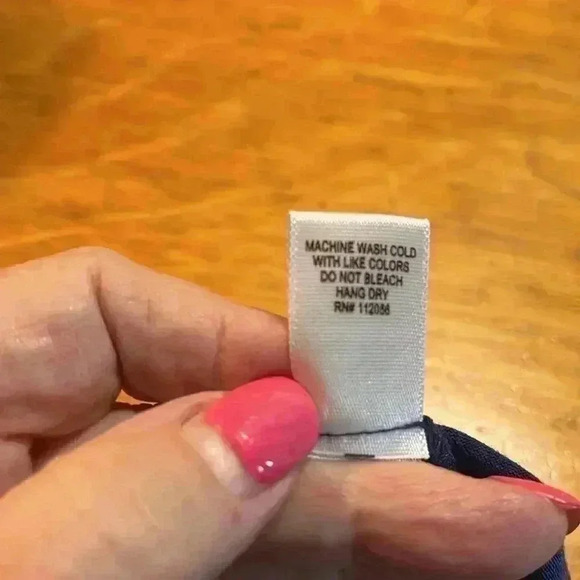 MACHINE WASH COLD
WITH LIKE COLORS
DO NOT BLEACH
HANG DRY
RN# 112056